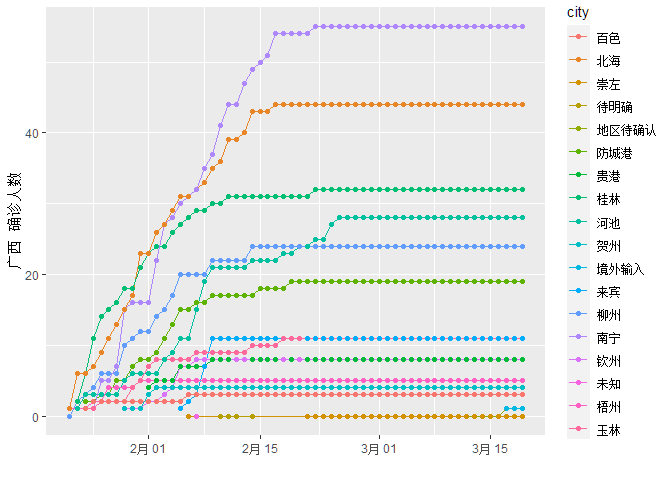 city
百色
北海
崇左
待明确
地区待确认
防城港
贵港
桂林
河池
贺州
境外输入
来宾
柳州
南宁
钦州
未知
梧州
玉林
广西 确诊人数
40
20
0
2月 01
2月 15
3月 01
3月 15